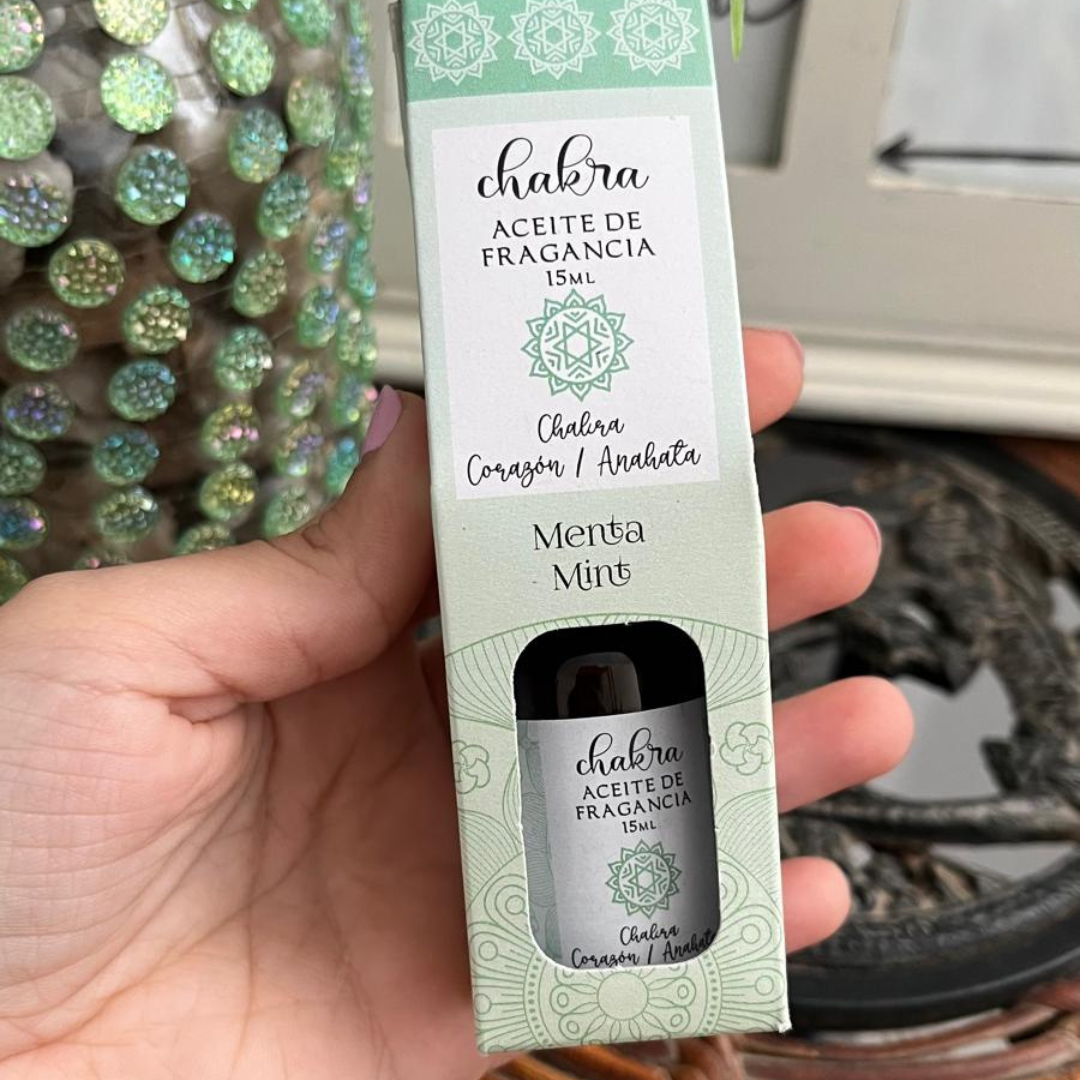 chakra
ACEITE DE
FRAGANCIA
15ML
Chakra
Corazón / Anahata
Menta
Mint
chakra
ACEITE DE
FRAGANCIA
15ML
Chakra
Corazón / Anahata